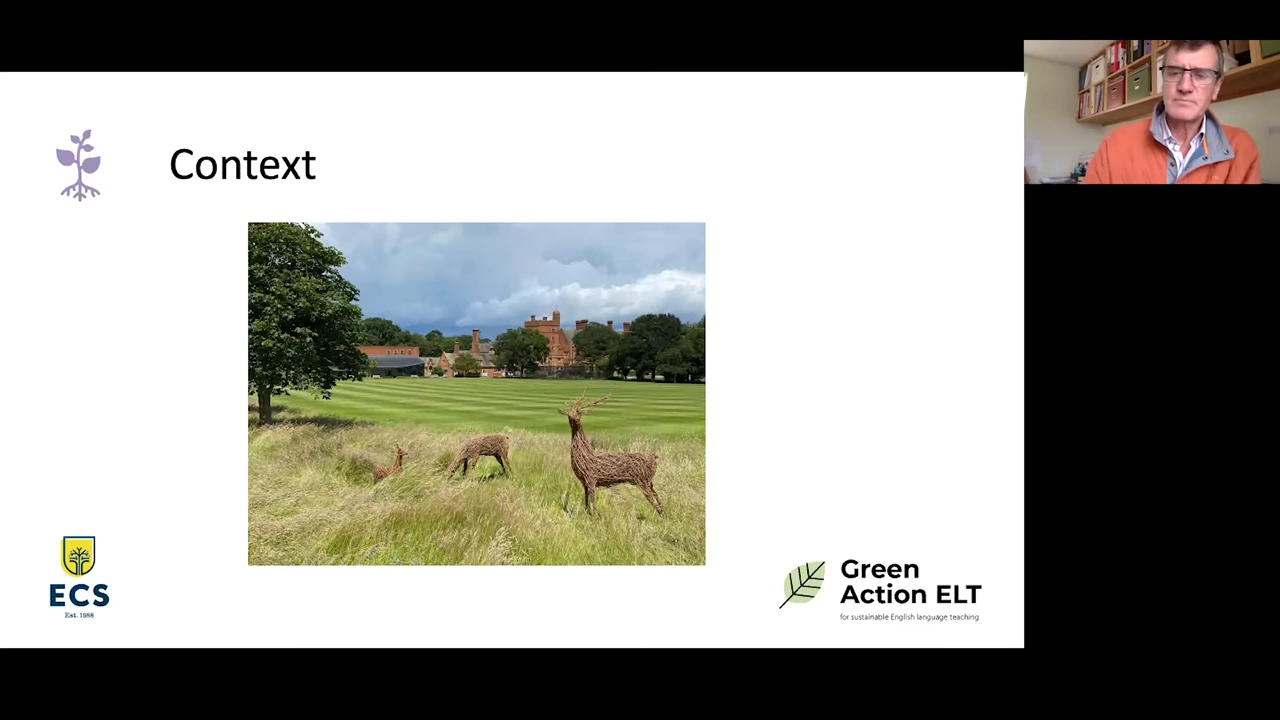 Context
ECS
Est. 1988
Green
Action ELT
for sustainable English language teaching